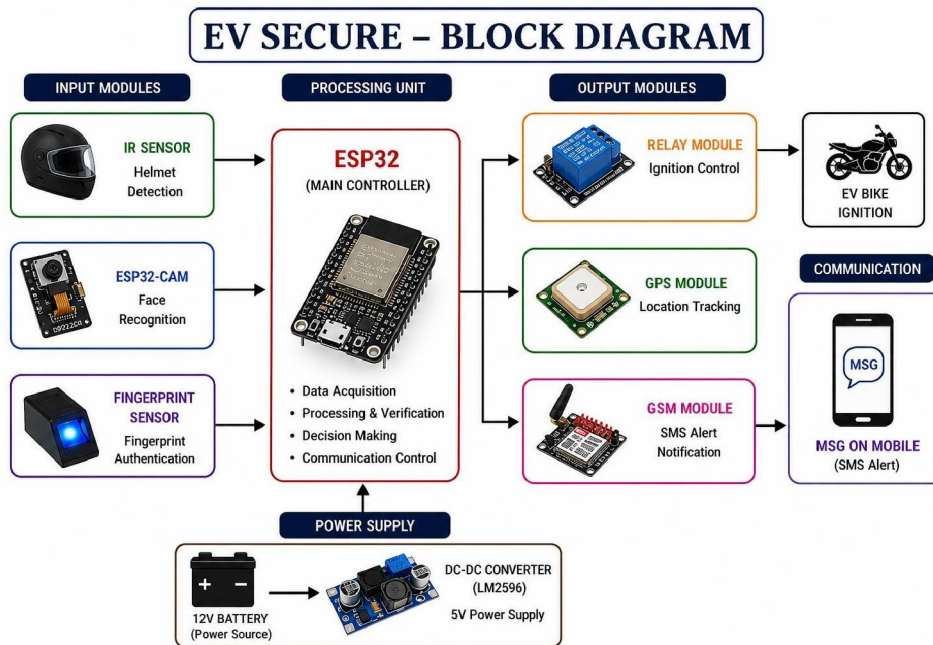 EV SECURE – BLOCK DIAGRAM
INPUT MODULES
PROCESSING UNIT
OUTPUT MODULES
IR SENSOR
Helmet
Detection
ESP32-CAM
Face
Recognition
FINGERPRINT
SENSOR
Fingerprint
Authentication
ESP32
(MAIN CONTROLLER)
• Data Acquisition
• Processing & Verification
• Decision Making
• Communication Control
RELAY MODULE
Ignition Control
EV BIKE
IGNITION
GPS MODULE
Location Tracking
GSM MODULE
SMS Alert
Notification
COMMUNICATION
MSG
MSG ON MOBILE
(SMS Alert)
POWER SUPPLY
+ −
12V BATTERY
(Power Source)
DC-DC CONVERTER
(LM2596)
5V Power Supply